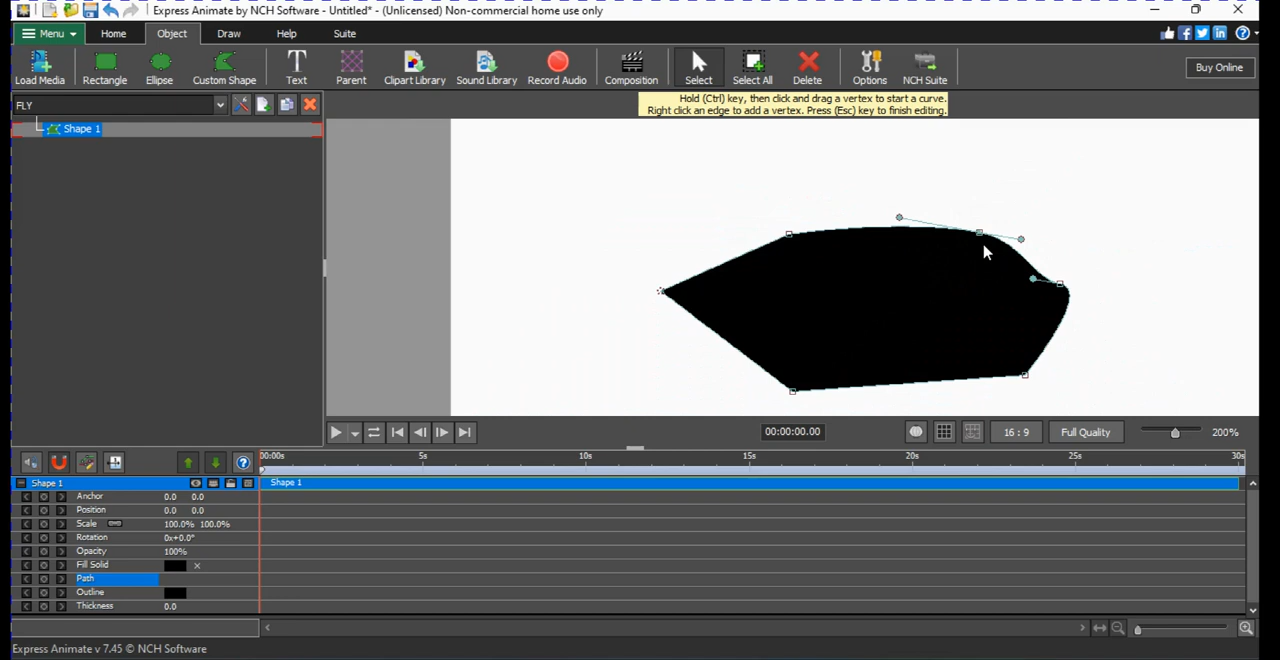 Express Animate by NCH Software - Untitled* - (Unlicensed) Non-commercial home use only
Menu Home Object Draw Help Suite
Load Media Rectangle Ellipse Custom Shape Text Parent Clipart Library Sound Library Record Audio Composition Select Select All Delete Options NCH Suite Buy Online
FLY
Hold (Ctrl) key, then click and drag a vertex to start a curve.
Right click an edge to add a vertex. Press (Esc) key to finish editing.
Shape 1
00:00:00.00 16 : 9 Full Quality 200%
00:00s 5s 10s 15s 20s 25s 30s
Shape 1 Shape 1
Anchor 0.0 0.0
Position 0.0 0.0
Scale 100.0% 100.0%
Rotation 0x+0.0°
Opacity 100%
Fill Solid
Path
Outline
Thickness 0.0
Express Animate v 7.45 © NCH Software